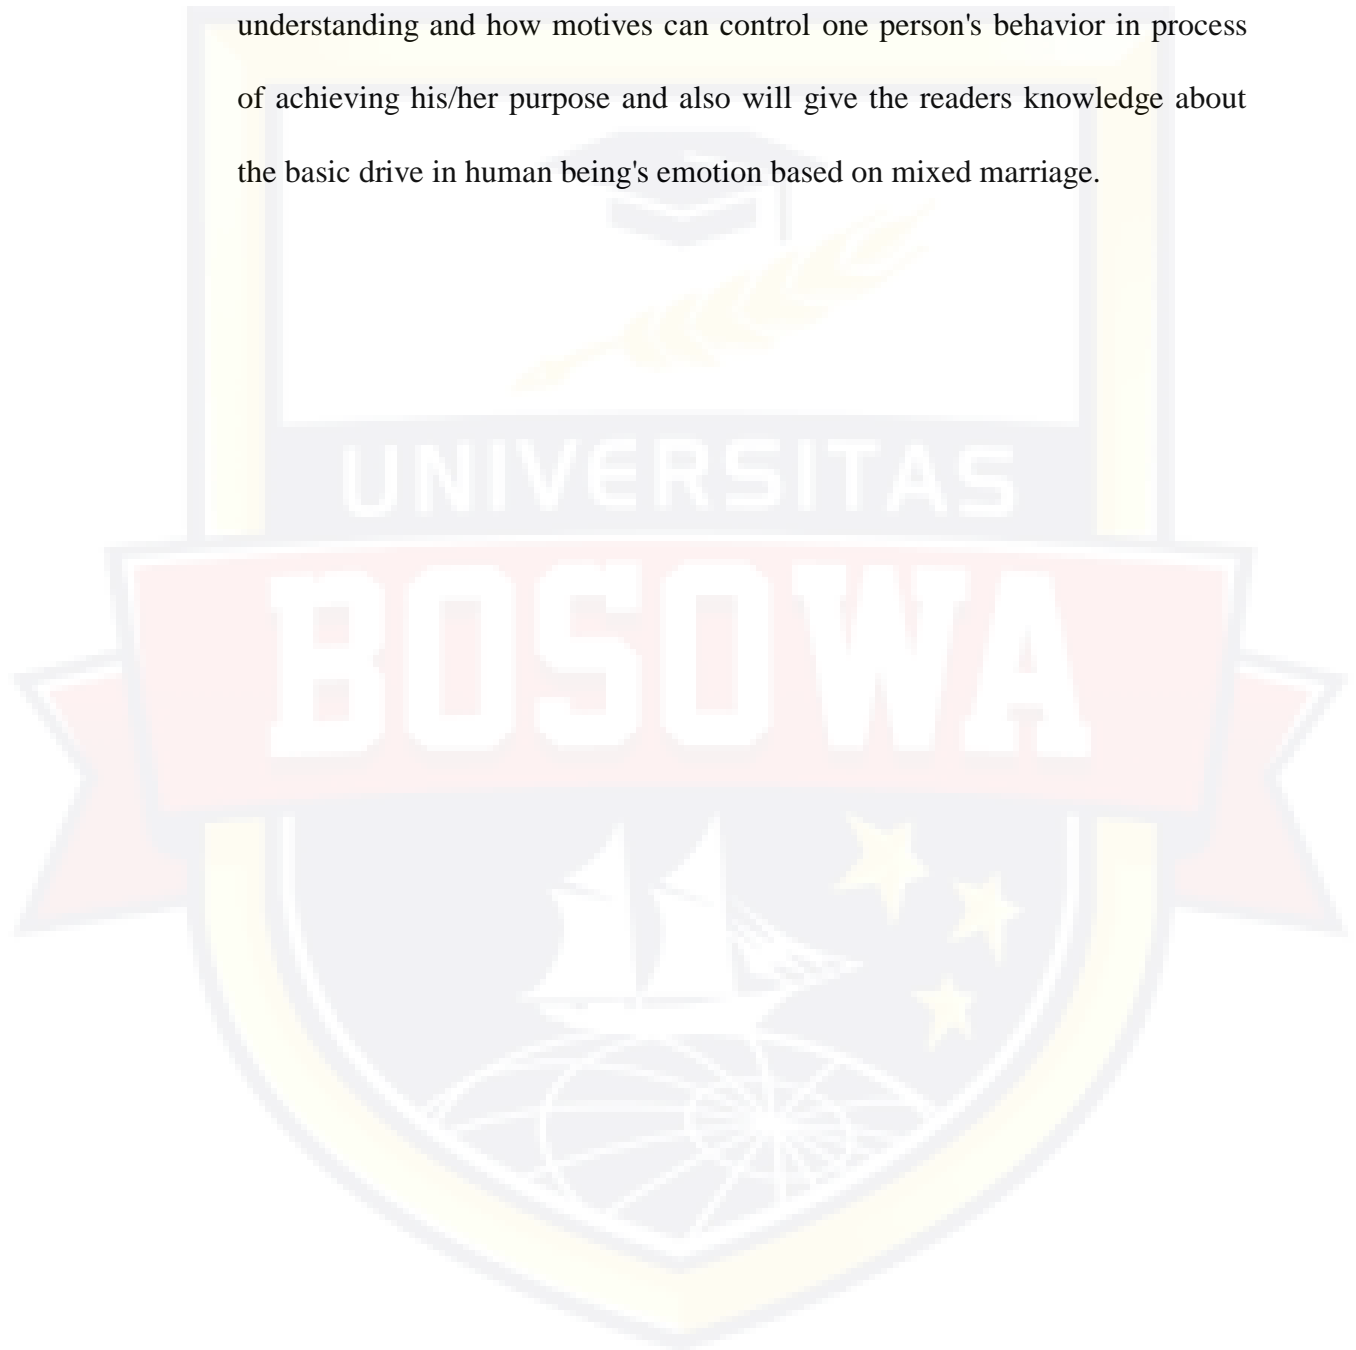 understanding and how motives can control one person's behavior in process
of achieving his/her purpose and also will give the readers knowledge about
the basic drive in human being's emotion based on mixed marriage.
UNIVERSITAS
BOSOWA